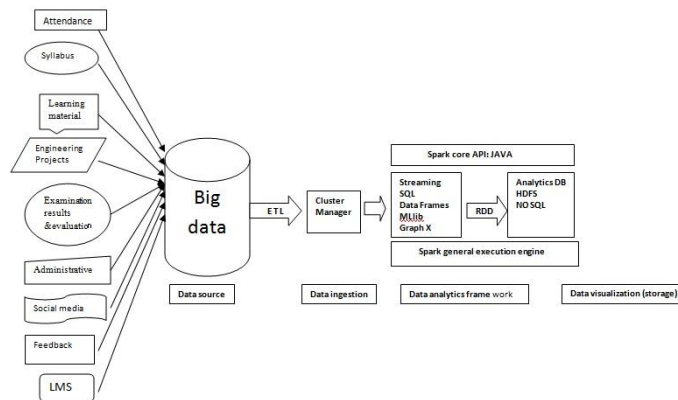 Attendance
Syllabus
Learning
material
Engineering
Projects
Examination
results
&evaluation
Administrative
Social media
Feedback
LMS
Big
data
ETL
Cluster
Manager
Spark core API: JAVA
Streaming
SQL
Data Frames
MLlib
Graph X
RDD
Analytics DB
HDFS
NO SQL
Spark general execution engine
Data source
Data ingestion
Data analytics frame work
Data visualization (storage)